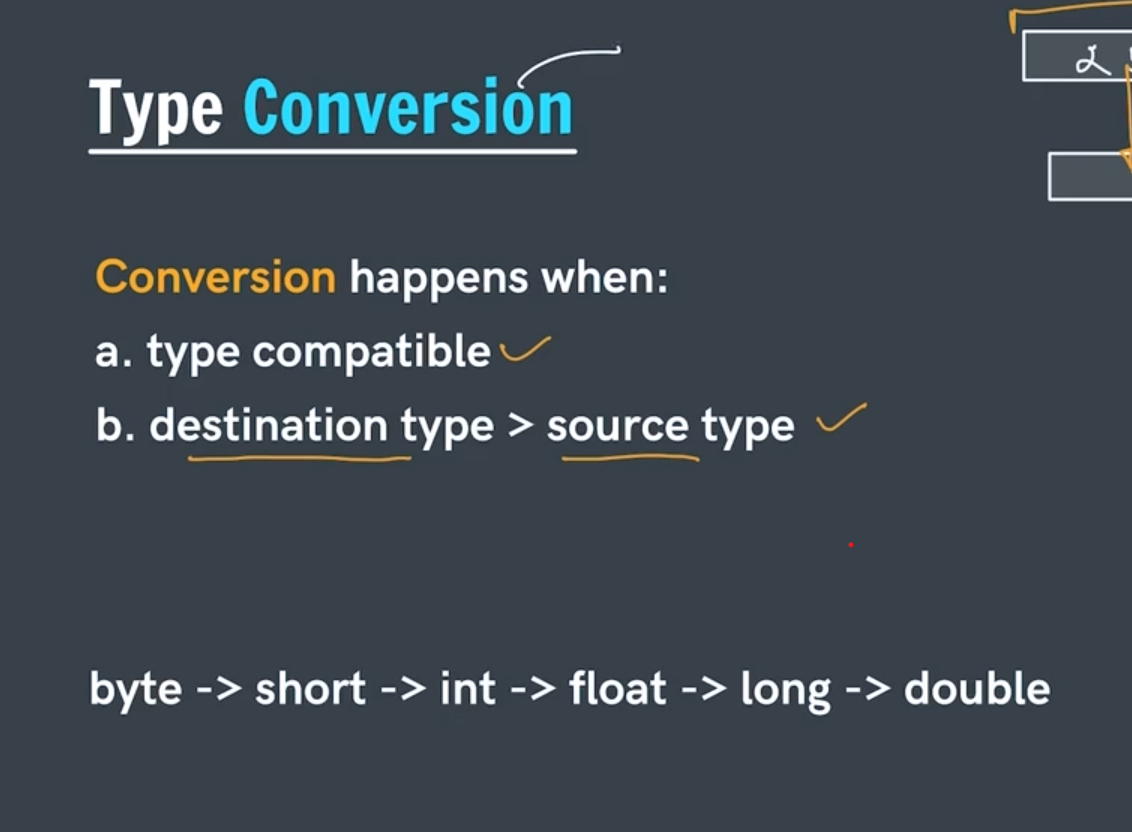 Type Conversion
Conversion happens when:
a. type compatible
b. destination type > source type
byte -> short -> int -> float -> long -> double